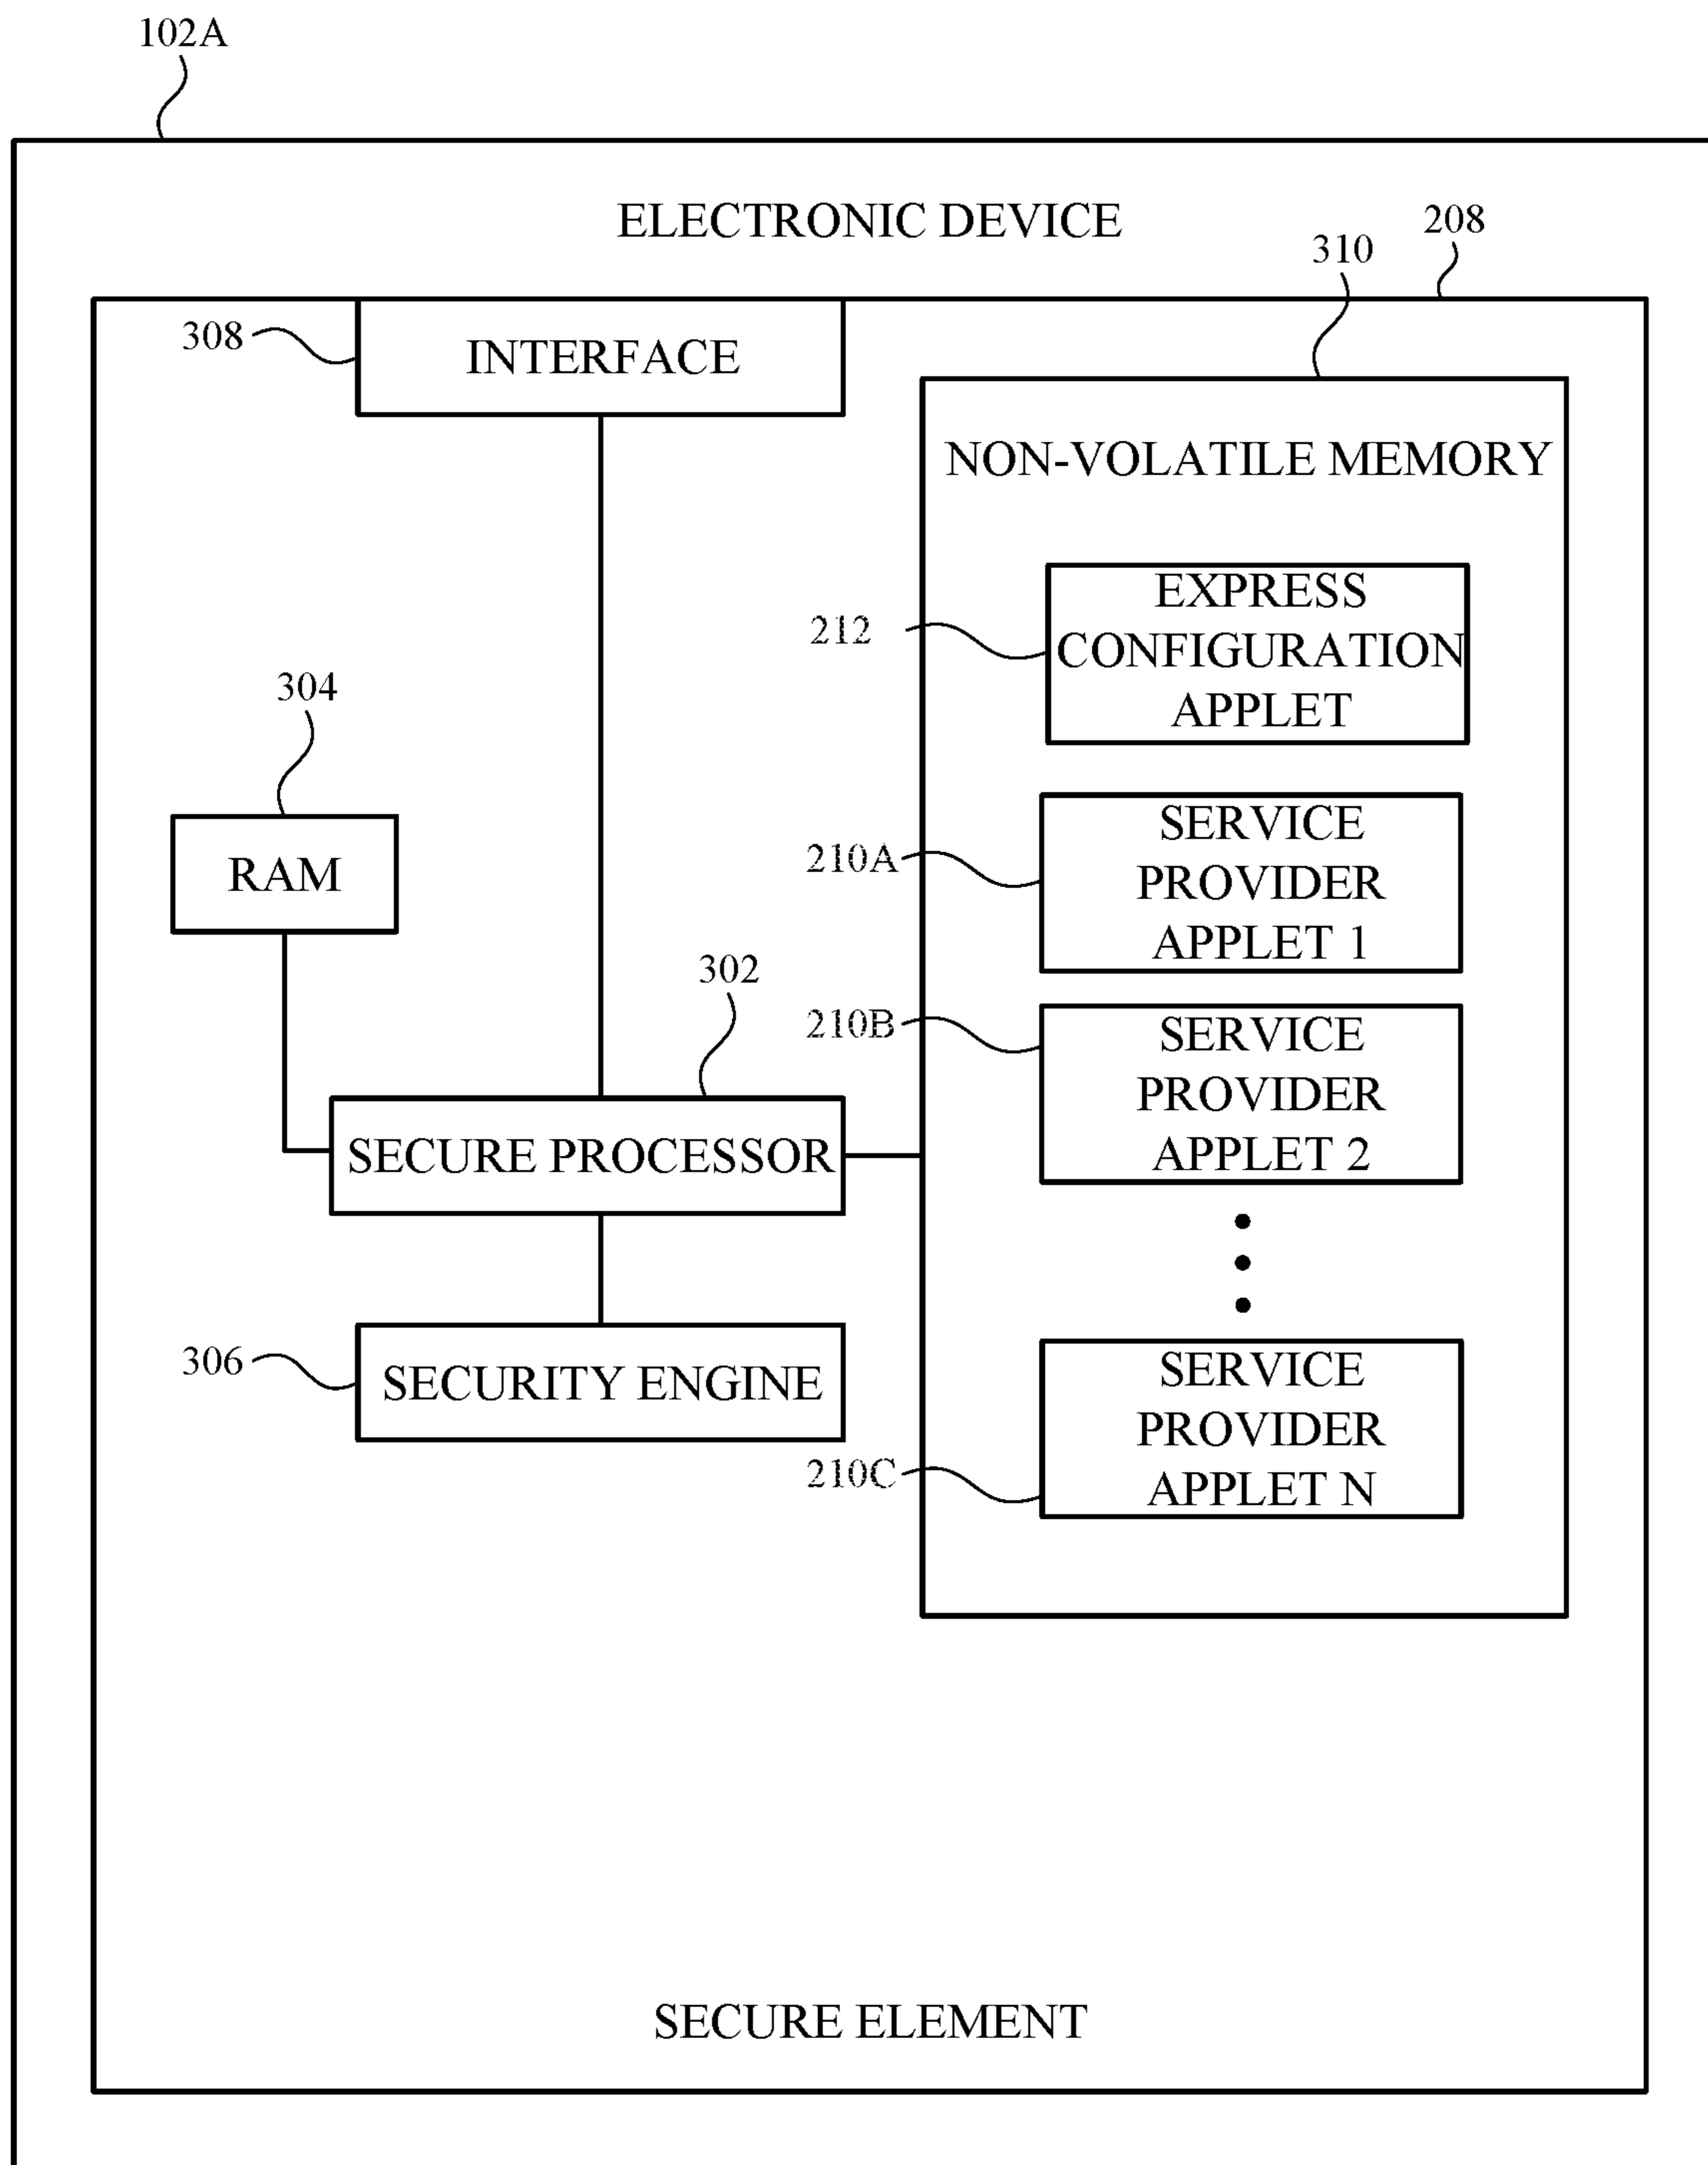 102A
ELECTRONIC DEVICE
208
310
308
INTERFACE
NON-VOLATILE MEMORY
212
EXPRESS
CONFIGURATION
APPLET
304
RAM
210A
SERVICE
PROVIDER
APPLET 1
302
SECURE PROCESSOR
210B
SERVICE
PROVIDER
APPLET 2
306
SECURITY ENGINE
210C
SERVICE
PROVIDER
APPLET N
SECURE ELEMENT